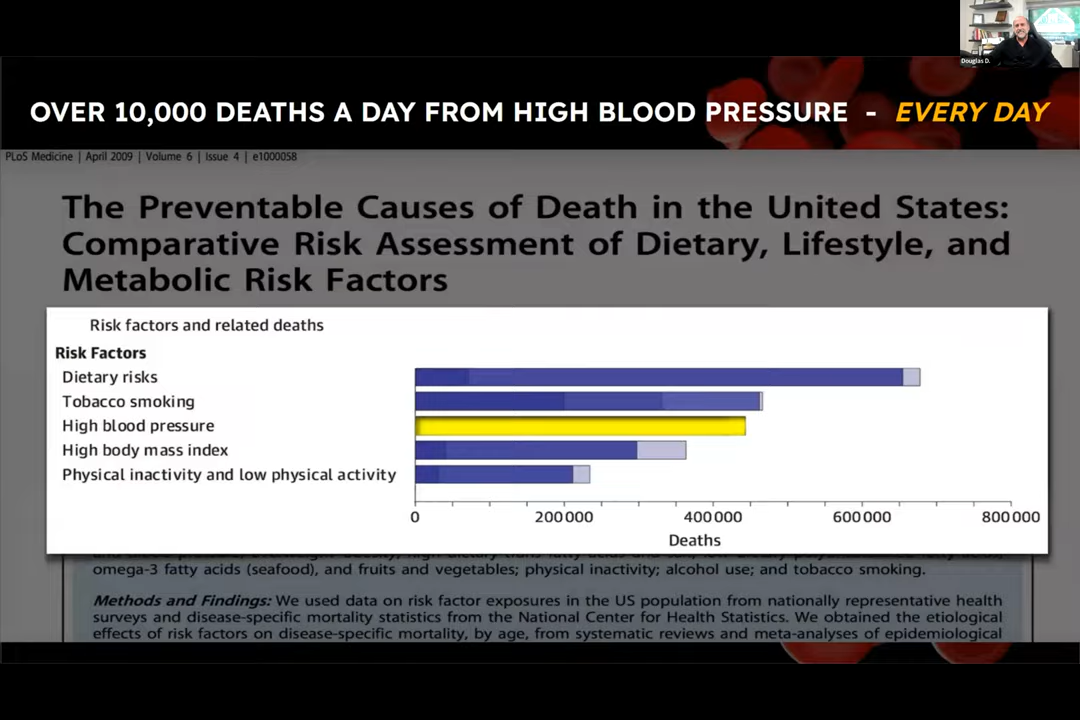 Douglas D.
OVER 10,000 DEATHS A DAY FROM HIGH BLOOD PRESSURE - EVERY DAY
PLoS Medicine | April 2009 | Volume 6 | Issue 4 | e1000058
The Preventable Causes of Death in the United States:
Comparative Risk Assessment of Dietary, Lifestyle, and
Metabolic Risk Factors
Risk factors and related deaths
Risk Factors
Dietary risks
Tobacco smoking
High blood pressure
High body mass index
Physical inactivity and low physical activity
0 200000 400000 600000 800000
Deaths
omega-3 fatty acids (seafood), and fruits and vegetables; physical inactivity; alcohol use; and tobacco smoking.
Methods and Findings: We used data on risk factor exposures in the US population from nationally representative health
surveys and disease-specific mortality statistics from the National Center for Health Statistics. We obtained the etiological
effects of risk factors on disease-specific mortality, by age, from systematic reviews and meta-analyses of epidemiological